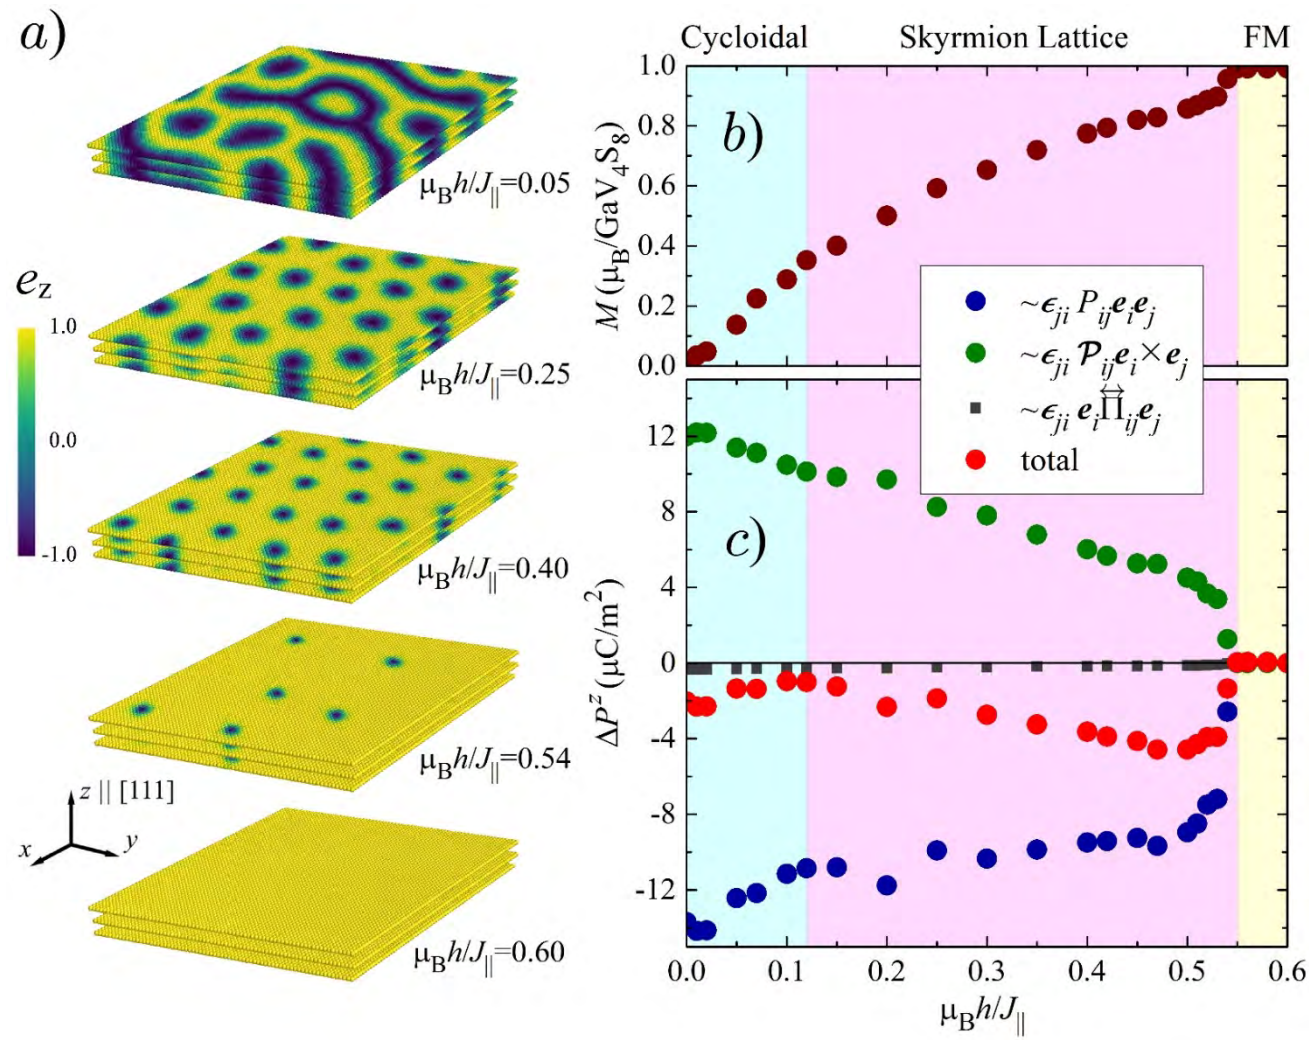 a)
μ_B h/J_||=0.05
e_z
1.0
0.0
-1.0
μ_B h/J_||=0.25
μ_B h/J_||=0.40
μ_B h/J_||=0.54
z || [111]
x
y
μ_B h/J_||=0.60
Cycloidal Skyrmion Lattice FM
b)
M (μ_B/GaV_4S_8)
1.0
0.8
0.6
0.4
0.2
0.0
~ϵ_ji P_ij e_i e_j
~ϵ_ji 𝒫_ij e_i×e_j
~ϵ_ji e_i Π⃡_ij e_j
total
c)
ΔP^z (μC/m^2)
12
8
4
0
-4
-8
-12
0.0 0.1 0.2 0.3 0.4 0.5 0.6
μ_B h/J_||